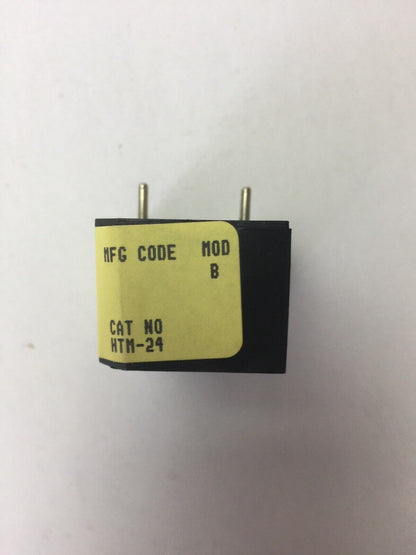 MFG CODE MOD
B
CAT NO
HTM-24